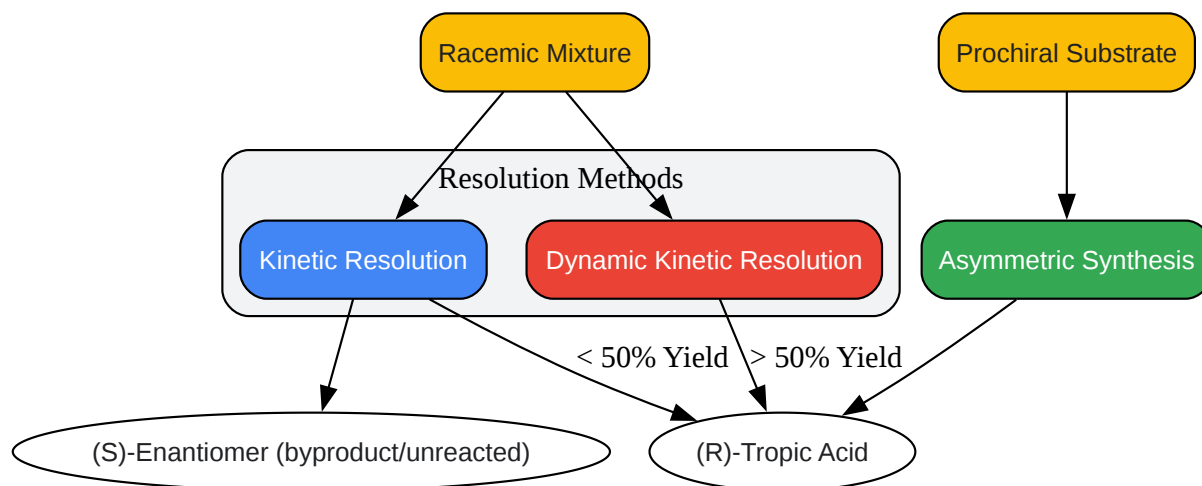 Racemic Mixture
Prochiral Substrate
Resolution Methods
Kinetic Resolution
Dynamic Kinetic Resolution
Asymmetric Synthesis
< 50% Yield
> 50% Yield
(S)-Enantiomer (byproduct/unreacted)
(R)-Tropic Acid